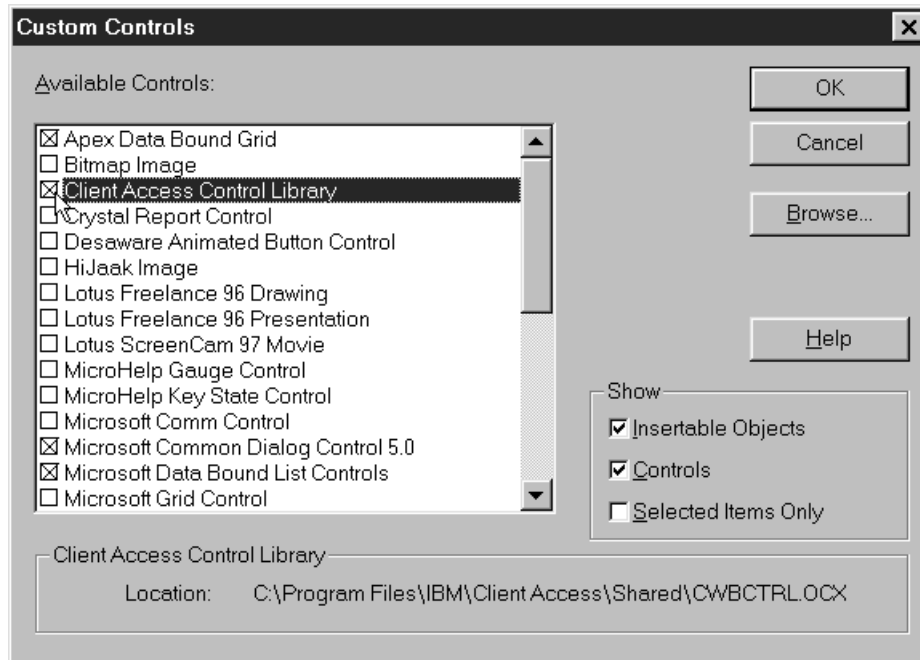 Custom Controls
Available Controls:
Apex Data Bound Grid
Bitmap Image
Client Access Control Library
Crystal Report Control
Desaware Animated Button Control
HiJaak Image
Lotus Freelance 96 Drawing
Lotus Freelance 96 Presentation
Lotus ScreenCam 97 Movie
MicroHelp Gauge Control
MicroHelp Key State Control
Microsoft Comm Control
Microsoft Common Dialog Control 5.0
Microsoft Data Bound List Controls
Microsoft Grid Control
OK
Cancel
Browse...
Help
Show
Insertable Objects
Controls
Selected Items Only
Client Access Control Library
Location: C:\Program Files\IBM\Client Access\Shared\CWBCTRL.OCX